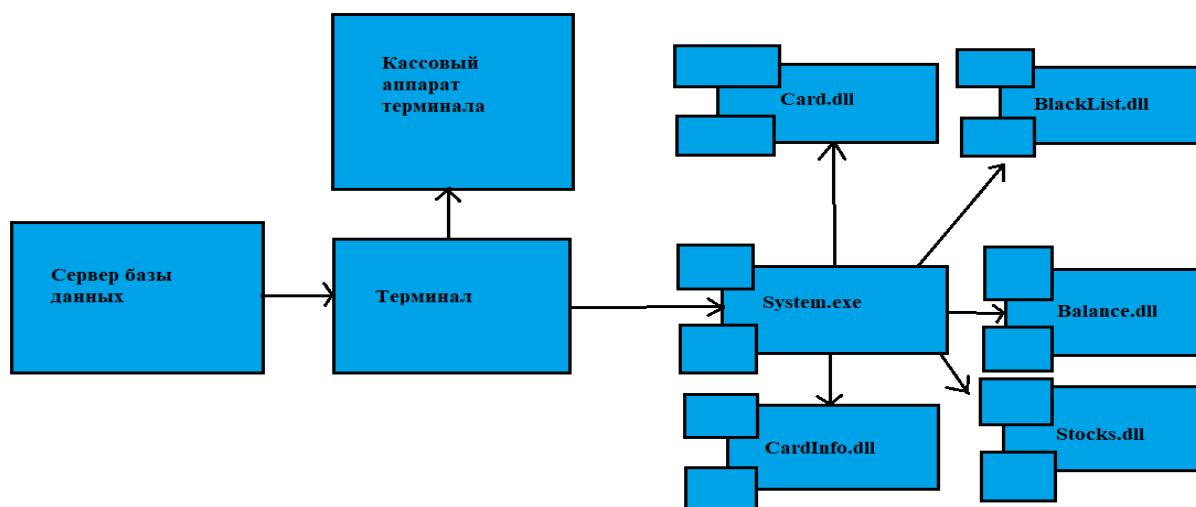 Кассовый
аппарат
терминала
Card.dll
BlackList.dll
Сервер базы
данных
Терминал
System.exe
Balance.dll
CardInfo.dll
Stocks.dll